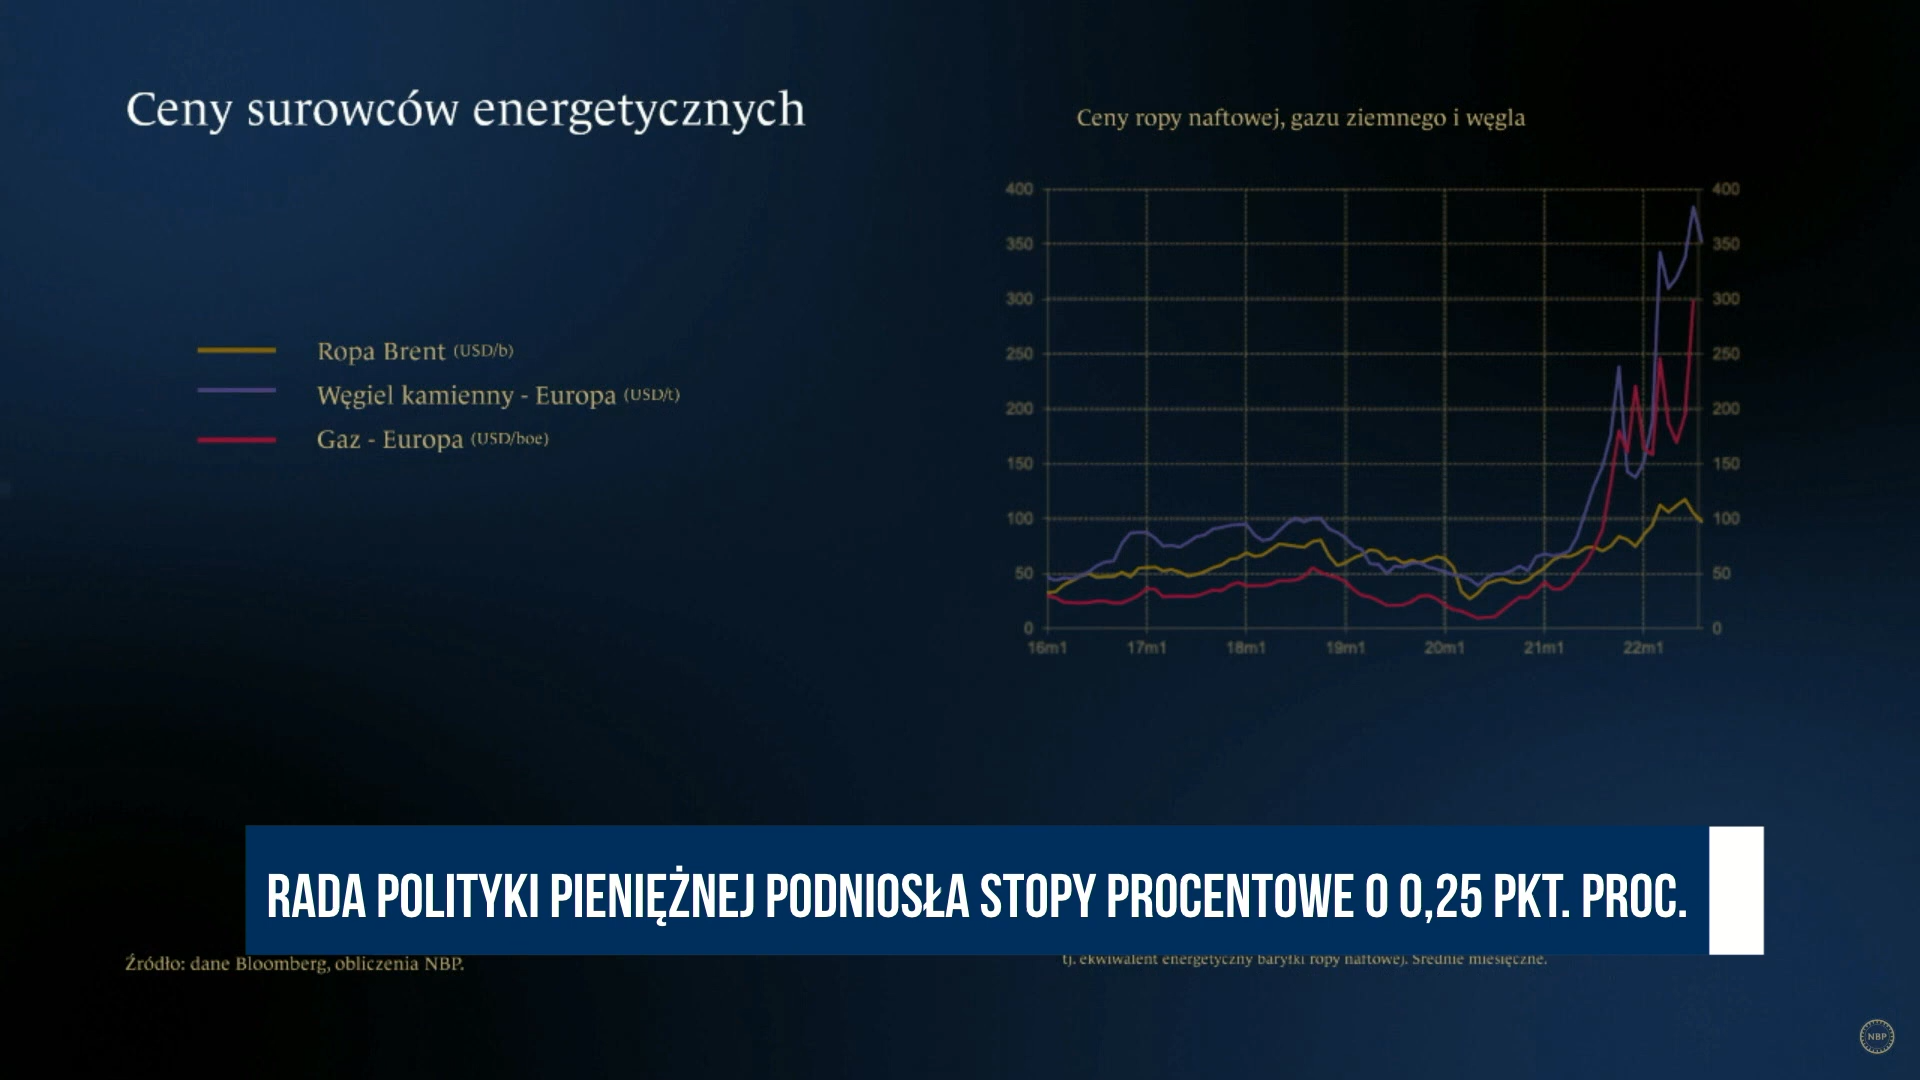 Ceny surowców energetycznych
Ceny ropy naftowej, gazu ziemnego i węgla
Ropa Brent (USD/b)
Węgiel kamienny - Europa (USD/t)
Gaz - Europa (USD/boe)
400 400
350 350
300 300
250 250
200 200
150 150
100 100
50 50
0 0
16m1 17m1 18m1 19m1 20m1 21m1 22m1
RADA POLITYKI PIENIĘŻNEJ PODNIOSŁA STOPY PROCENTOWE O 0,25 PKT. PROC.
Źródło: dane Bloomberg, obliczenia NBP.
tj. ekwiwalent energetyczny baryłki ropy naftowej. Średnie miesięczne.
NBP